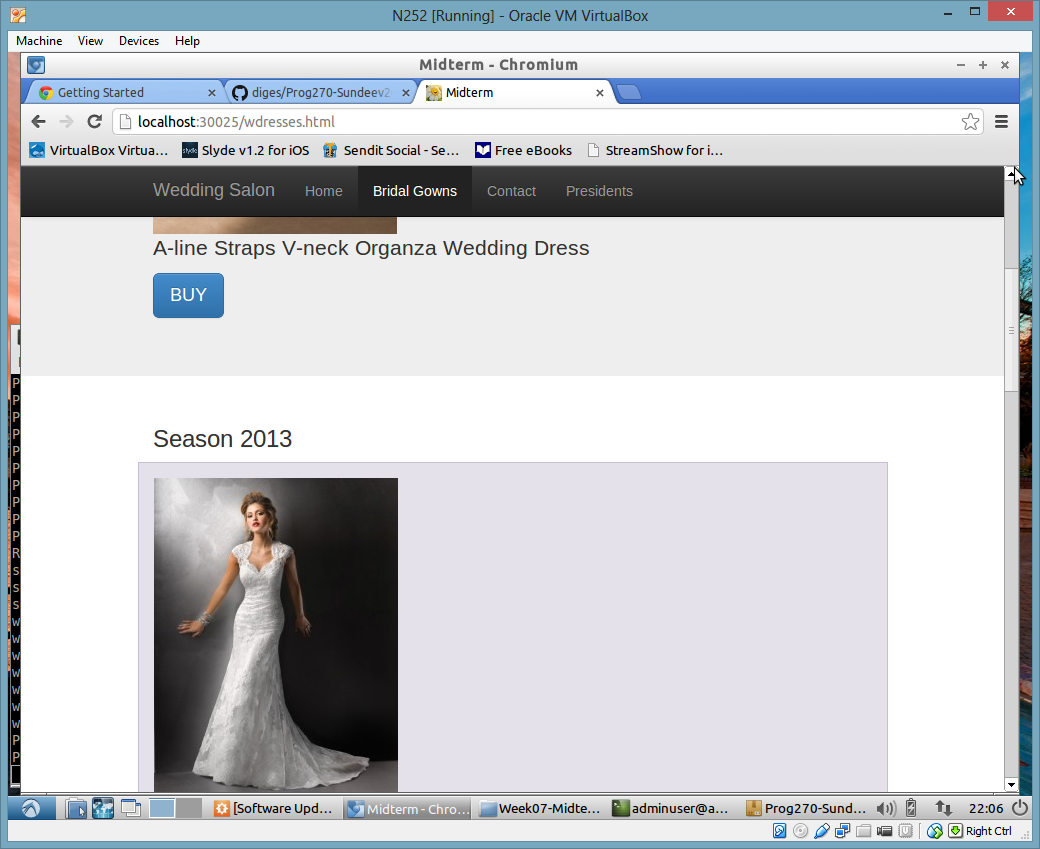 N252 [Running] - Oracle VM VirtualBox
Machine View Devices Help
Midterm - Chromium
Getting Started
diges/Prog270-Sundeev2
Midterm
localhost:30025/wdresses.html
VirtualBox Virtua...
Slyde v1.2 for iOS
Sendit Social - Se...
Free eBooks
StreamShow for i...
Wedding Salon Home Bridal Gowns Contact Presidents
A-line Straps V-neck Organza Wedding Dress
BUY
Season 2013
P
P
P
P
P
P
P
P
P
P
R
s
s
s
w
w
w
w
w
w
w
P
P
[Software Upd...
Midterm - Chro...
Week07-Midte...
adminuser@a...
Prog270-Sund...
22:06
Right Ctrl